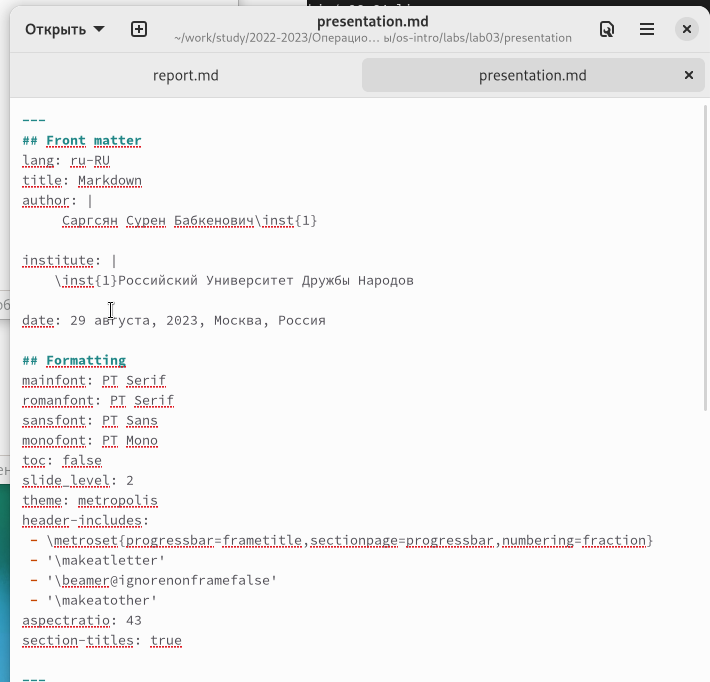 Открыть
presentation.md
~/work/study/2022-2023/Операцио… ы/os-intro/labs/lab03/presentation
report.md
presentation.md
---
## Front matter
lang: ru-RU
title: Markdown
author: |
Саргсян Сурен Бабкенович\inst{1}
institute: |
\inst{1}Российский Университет Дружбы Народов
date: 29 августа, 2023, Москва, Россия
## Formatting
mainfont: PT Serif
romanfont: PT Serif
sansfont: PT Sans
monofont: PT Mono
toc: false
slide_level: 2
theme: metropolis
header-includes:
- \metroset{progressbar=frametitle,sectionpage=progressbar,numbering=fraction}
- '\makeatletter'
- '\beamer@ignorenonframefalse'
- '\makeatother'
aspectratio: 43
section-titles: true
---